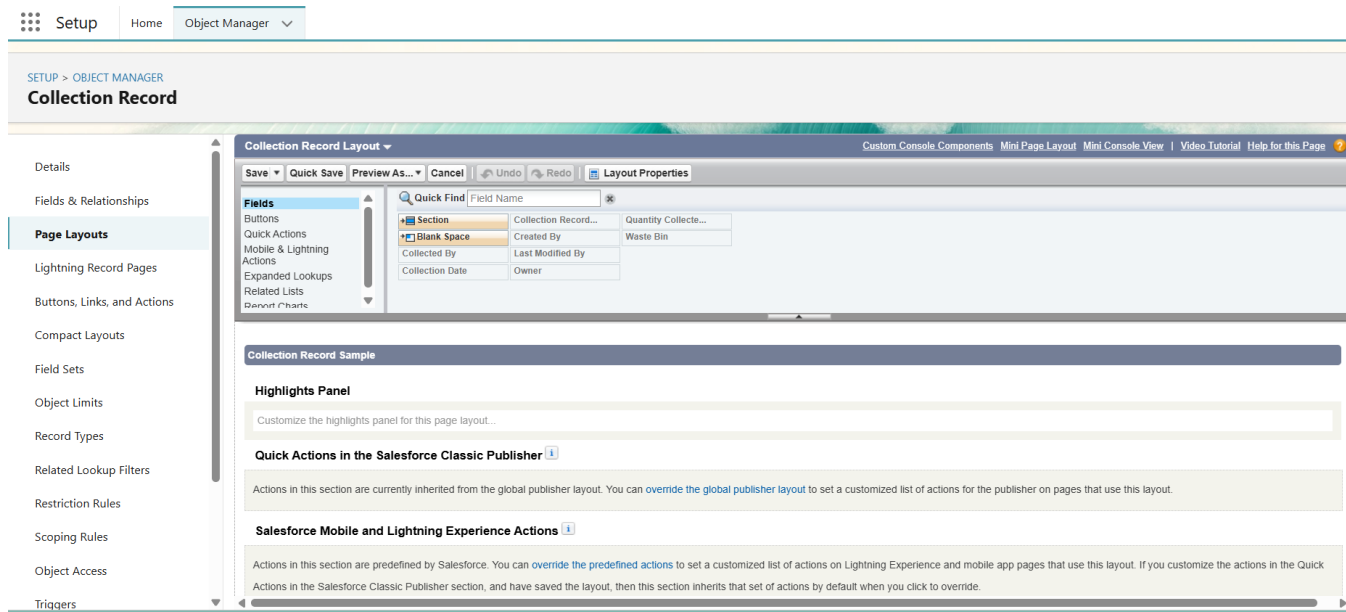 Setup Home Object Manager
SETUP > OBJECT MANAGER
Collection Record
Details
Fields & Relationships
Page Layouts
Lightning Record Pages
Buttons, Links, and Actions
Compact Layouts
Field Sets
Object Limits
Record Types
Related Lookup Filters
Restriction Rules
Scoping Rules
Object Access
Triggers
Collection Record Layout
Custom Console Components Mini Page Layout Mini Console View | Video Tutorial Help for this Page ?
Save Quick Save Preview As... Cancel Undo Redo Layout Properties
Fields
Buttons
Quick Actions
Mobile & Lightning
Actions
Expanded Lookups
Related Lists
Report Charts
Quick Find Field Name
Section Collection Record... Quantity Collecte...
Blank Space Created By Waste Bin
Collected By Last Modified By
Collection Date Owner
Collection Record Sample
Highlights Panel
Customize the highlights panel for this page layout...
Quick Actions in the Salesforce Classic Publisher i
Actions in this section are currently inherited from the global publisher layout. You can override the global publisher layout to set a customized list of actions for the publisher on pages that use this layout.
Salesforce Mobile and Lightning Experience Actions i
Actions in this section are predefined by Salesforce. You can override the predefined actions to set a customized list of actions on Lightning Experience and mobile app pages that use this layout. If you customize the actions in the Quick
Actions in the Salesforce Classic Publisher section, and have saved the layout, then this section inherits that set of actions by default when you click to override.